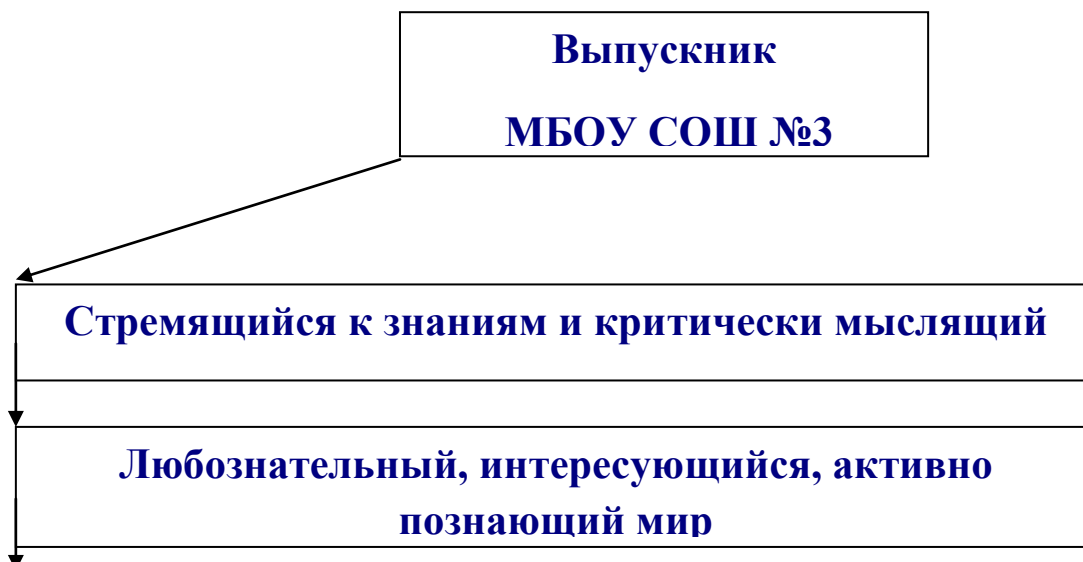 Выпускник
МБОУ СОШ №3
Стремящийся к знаниям и критически мыслящий
Любознательный, интересующийся, активно
познающий мир